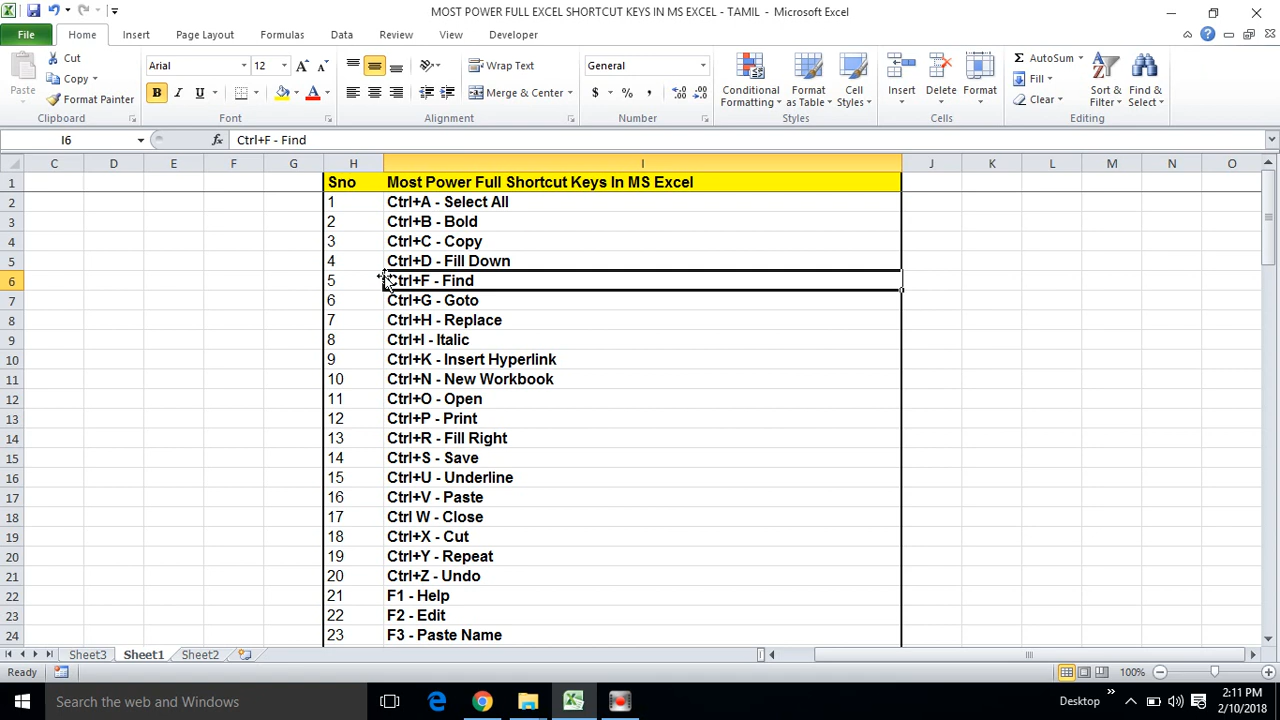 MOST POWER FULL EXCEL SHORTCUT KEYS IN MS EXCEL - TAMIL - Microsoft Excel
File Home Insert Page Layout Formulas Data Review View Developer
Paste
Cut
Copy
Format Painter
Clipboard
Arial 12
B I U A
Font
Wrap Text
Merge & Center
Alignment
General
$ % ,
Number
Conditional Formatting
Format as Table
Cell Styles
Styles
Insert
Delete
Format
Cells
AutoSum
Fill
Clear
Sort & Filter
Find & Select
Editing
I6 fx Ctrl+F - Find
C D E F G H I J K L M N O
1 Sno Most Power Full Shortcut Keys In MS Excel
2 1 Ctrl+A - Select All
3 2 Ctrl+B - Bold
4 3 Ctrl+C - Copy
5 4 Ctrl+D - Fill Down
6 5 Ctrl+F - Find
7 6 Ctrl+G - Goto
8 7 Ctrl+H - Replace
9 8 Ctrl+I - Italic
10 9 Ctrl+K - Insert Hyperlink
11 10 Ctrl+N - New Workbook
12 11 Ctrl+O - Open
13 12 Ctrl+P - Print
14 13 Ctrl+R - Fill Right
15 14 Ctrl+S - Save
16 15 Ctrl+U - Underline
17 16 Ctrl+V - Paste
18 17 Ctrl W - Close
19 18 Ctrl+X - Cut
20 19 Ctrl+Y - Repeat
21 20 Ctrl+Z - Undo
22 21 F1 - Help
23 22 F2 - Edit
24 23 F3 - Paste Name
Sheet3 Sheet1 Sheet2
Ready 100%
Search the web and Windows
Desktop
2:11 PM
2/10/2018